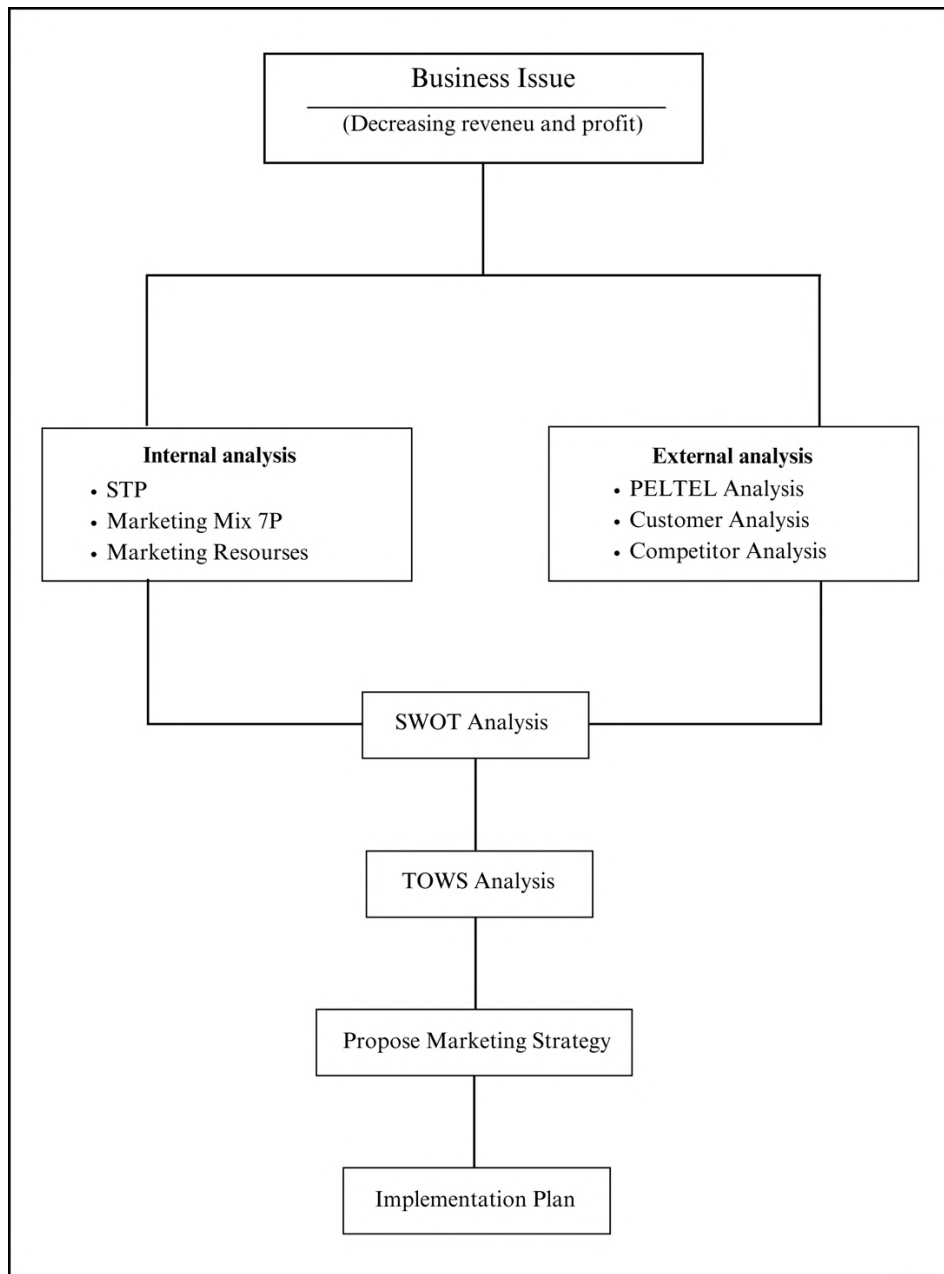 Business Issue
(Decreasing reveneu and profit)
Internal analysis
• STP
• Marketing Mix 7P
• Marketing Resourses
External analysis
• PELTEL Analysis
• Customer Analysis
• Competitor Analysis
SWOT Analysis
TOWS Analysis
Propose Marketing Strategy
Implementation Plan